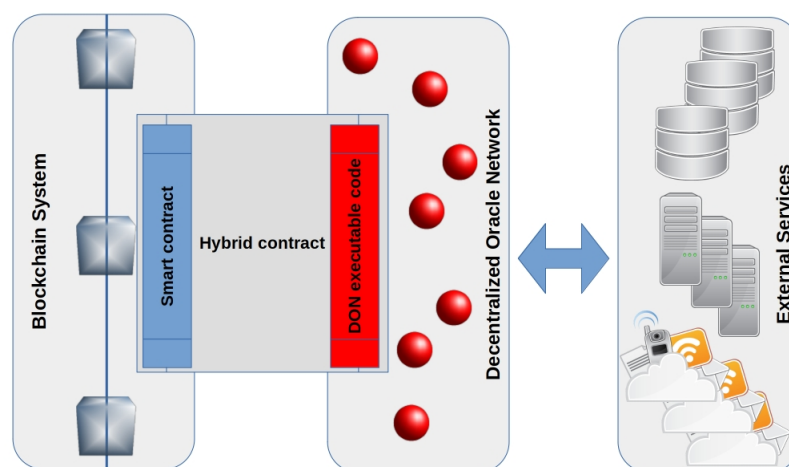 Blockchain System
Smart contract
Hybrid contract
DON executable code
Decentralized Oracle Network
External Services